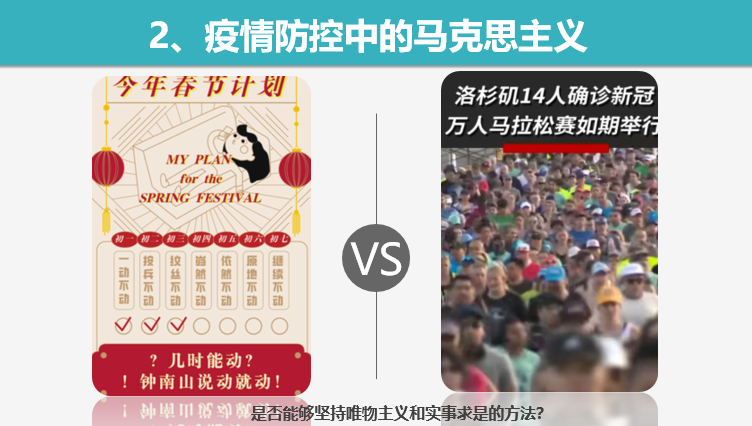 2、疫情防控中的马克思主义
今年春节计划
MY PLAN
for the
SPRING FESTIVAL
初一 初二 初三 初四 初五 初六 初七
一动不动 按兵不动 纹丝不动 岿然不动 依然不动 原地不动 继续不动
？几时能动？
！钟南山说动就动！
VS
洛杉矶14人确诊新冠
万人马拉松赛如期举行
是否能够坚持唯物主义和实事求是的方法?